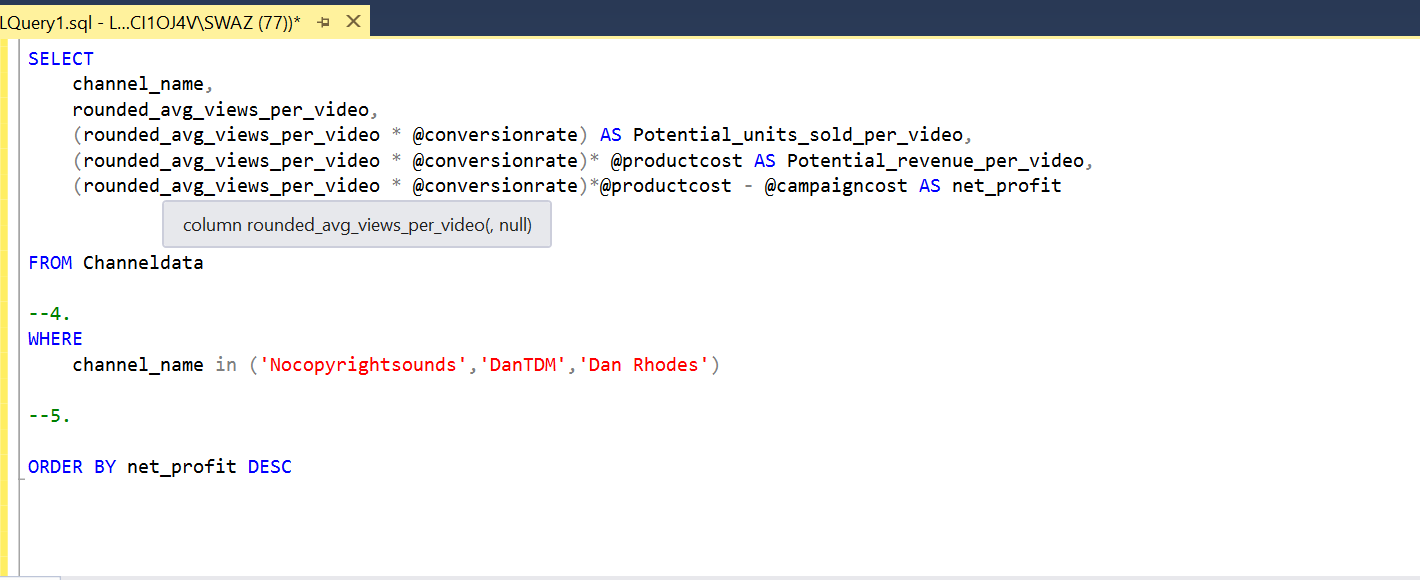 LQuery1.sql - L...CI1OJ4V\SWAZ (77))*
SELECT
channel_name,
rounded_avg_views_per_video,
(rounded_avg_views_per_video * @conversionrate) AS Potential_units_sold_per_video,
(rounded_avg_views_per_video * @conversionrate)* @productcost AS Potential_revenue_per_video,
(rounded_avg_views_per_video * @conversionrate)*@productcost - @campaigncost AS net_profit
column rounded_avg_views_per_video(, null)
FROM Channeldata
--4.
WHERE
channel_name in ('Nocopyrightsounds','DanTDM','Dan Rhodes')
--5.
ORDER BY net_profit DESC